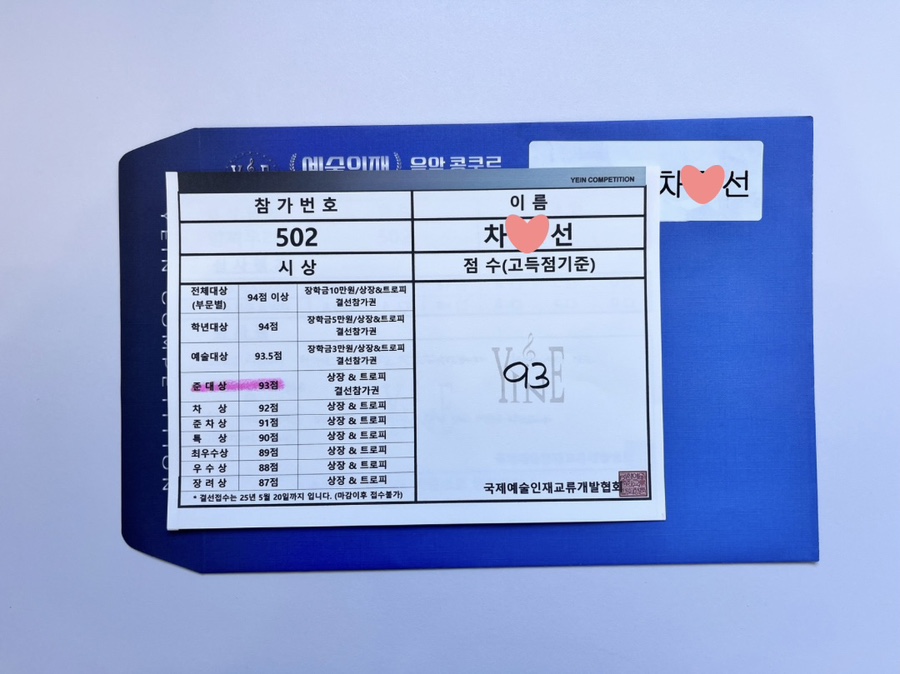 예술인재 음악 콩쿠르
차 선
YEIN COMPETITION
YEIN COMPETITION
참 가 번 호
이 름
502
차 선
시 상
점 수(고득점기준)
전체대상 (부문별) 94점 이상 장학금10만원/상장&트로피 결선참가권
학년대상 94점 장학금5만원/상장&트로피 결선참가권
예술대상 93.5점 장학금3만원/상장&트로피 결선참가권
준 대 상 93점 상장 & 트로피 결선참가권
차 상 92점 상장 & 트로피
준 차 상 91점 상장 & 트로피
특 상 90점 상장 & 트로피
최우수상 89점 상장 & 트로피
우 수 상 88점 상장 & 트로피
장 려 상 87점 상장 & 트로피
* 결선접수는 25년 5월 20일까지 입니다. (마감이후 접수불가)
YINE
93
국제예술인재교류개발협회